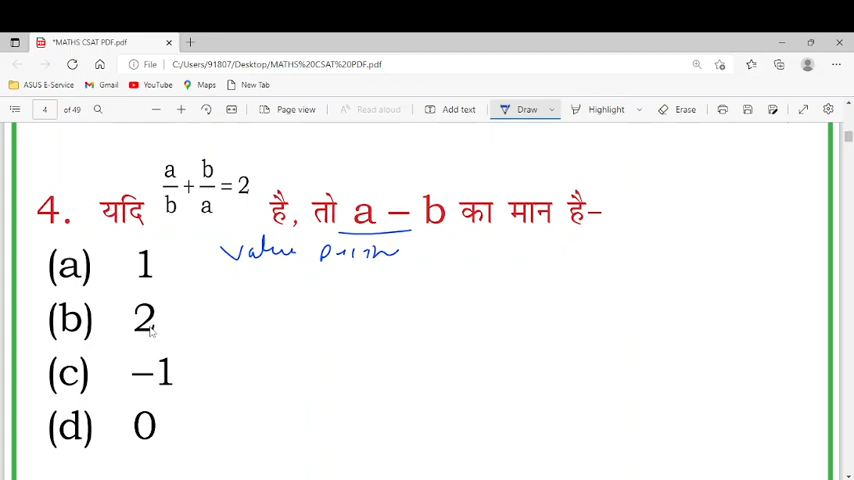 *MATHS CSAT PDF.pdf
File C:/Users/91807/Desktop/MATHS%20CSAT%20PDF.pdf
ASUS E-Service Gmail YouTube Maps New Tab
4 of 49 Page view Read aloud Add text Draw Highlight Erase
4. यदि a/b + b/a = 2 है, तो a – b का मान है–
value
(a) 1
(b) 2
(c) –1
(d) 0